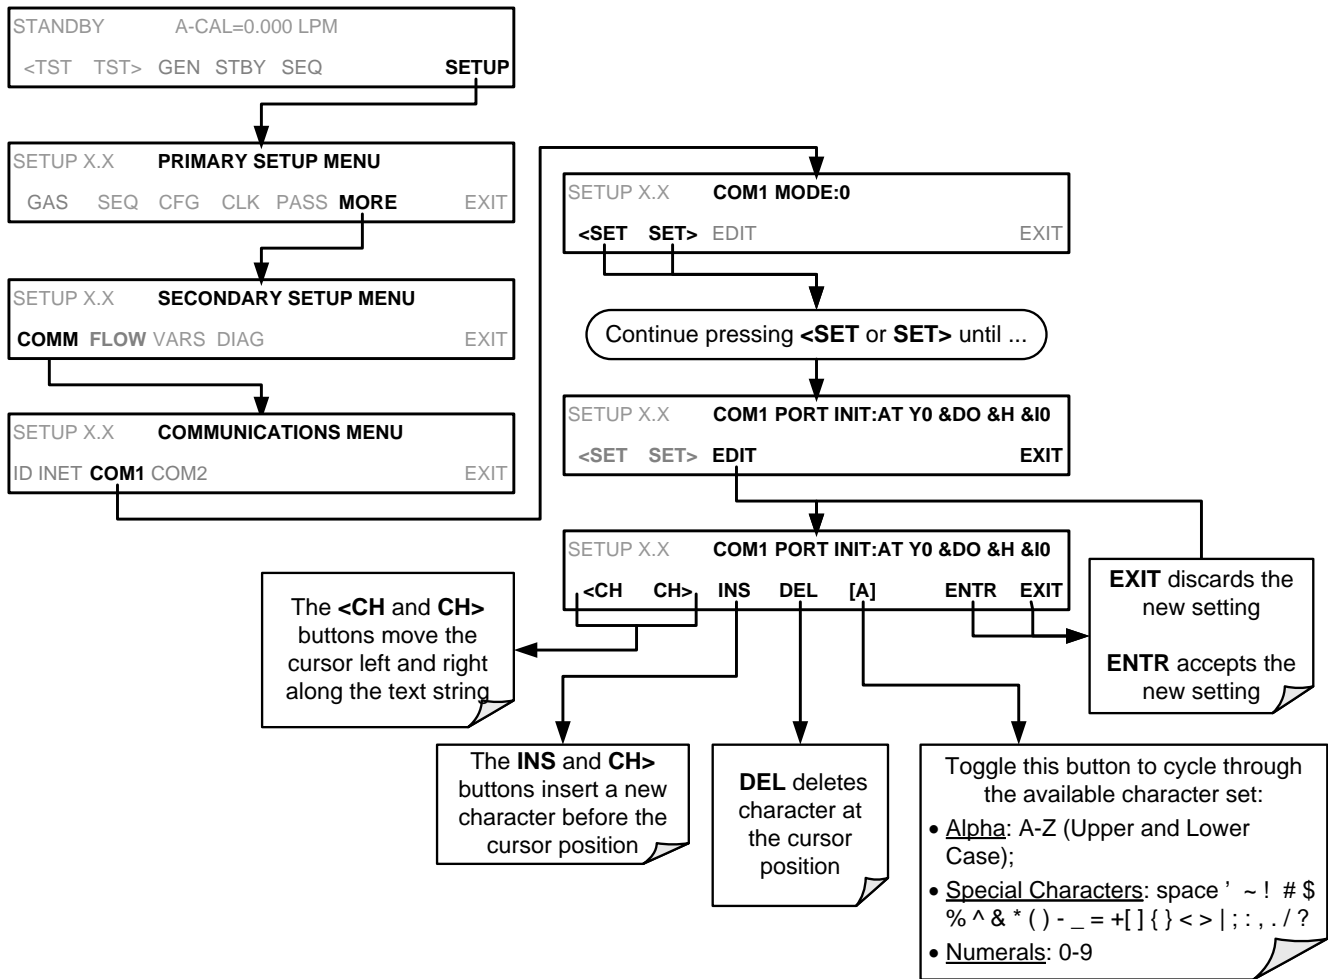 STANDBY A-CAL=0.000 LPM
<TST TST> GEN STBY SEQ SETUP
SETUP X.X PRIMARY SETUP MENU
GAS SEQ CFG CLK PASS MORE EXIT
SETUP X.X SECONDARY SETUP MENU
COMM FLOW VARS DIAG EXIT
SETUP X.X COMMUNICATIONS MENU
ID INET COM1 COM2 EXIT
SETUP X.X COM1 MODE:0
<SET SET> EDIT EXIT
Continue pressing <SET or SET> until ...
SETUP X.X COM1 PORT INIT:AT Y0 &DO &H &I0
<SET SET> EDIT EXIT
SETUP X.X COM1 PORT INIT:AT Y0 &DO &H &I0
<CH CH> INS DEL [A] ENTR EXIT
EXIT discards the
new setting
ENTR accepts the
new setting
The <CH and CH>
buttons move the
cursor left and right
along the text string
The INS and CH>
buttons insert a new
character before the
cursor position
DEL deletes
character at
the cursor
position
Toggle this button to cycle through
the available character set:
• Alpha: A-Z (Upper and Lower
Case);
• Special Characters: space ' ~ ! # $
% ^ & * ( ) - _ = +[ ] { } < > | ; : , . / ?
• Numerals: 0-9